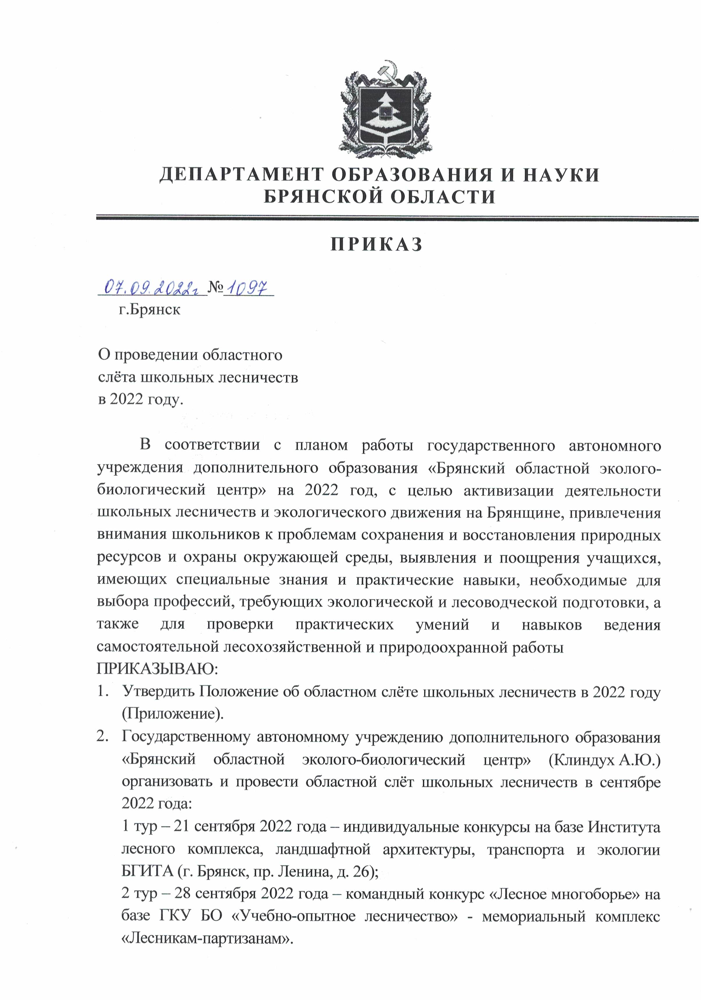 ДЕПАРТАМЕНТ ОБРАЗОВАНИЯ И НАУКИ
БРЯНСКОЙ ОБЛАСТИ
ПРИКАЗ
07.09.2022г №1097
г.Брянск
О проведении областного
слёта школьных лесничеств
в 2022 году.
В соответствии с планом работы государственного автономного
учреждения дополнительного образования «Брянский областной эколого-
биологический центр» на 2022 год, с целью активизации деятельности
школьных лесничеств и экологического движения на Брянщине, привлечения
внимания школьников к проблемам сохранения и восстановления природных
ресурсов и охраны окружающей среды, выявления и поощрения учащихся,
имеющих специальные знания и практические навыки, необходимые для
выбора профессий, требующих экологической и лесоводческой подготовки, а
также для проверки практических умений и навыков ведения
самостоятельной лесохозяйственной и природоохранной работы
ПРИКАЗЫВАЮ:
1. Утвердить Положение об областном слёте школьных лесничеств в 2022 году
(Приложение).
2. Государственному автономному учреждению дополнительного образования
«Брянский областной эколого-биологический центр» (Клиндух А.Ю.)
организовать и провести областной слёт школьных лесничеств в сентябре
2022 года:
1 тур – 21 сентября 2022 года – индивидуальные конкурсы на базе Института
лесного комплекса, ландшафтной архитектуры, транспорта и экологии
БГИТА (г. Брянск, пр. Ленина, д. 26);
2 тур – 28 сентября 2022 года – командный конкурс «Лесное многоборье» на
базе ГКУ БО «Учебно-опытное лесничество» - мемориальный комплекс
«Лесникам-партизанам».